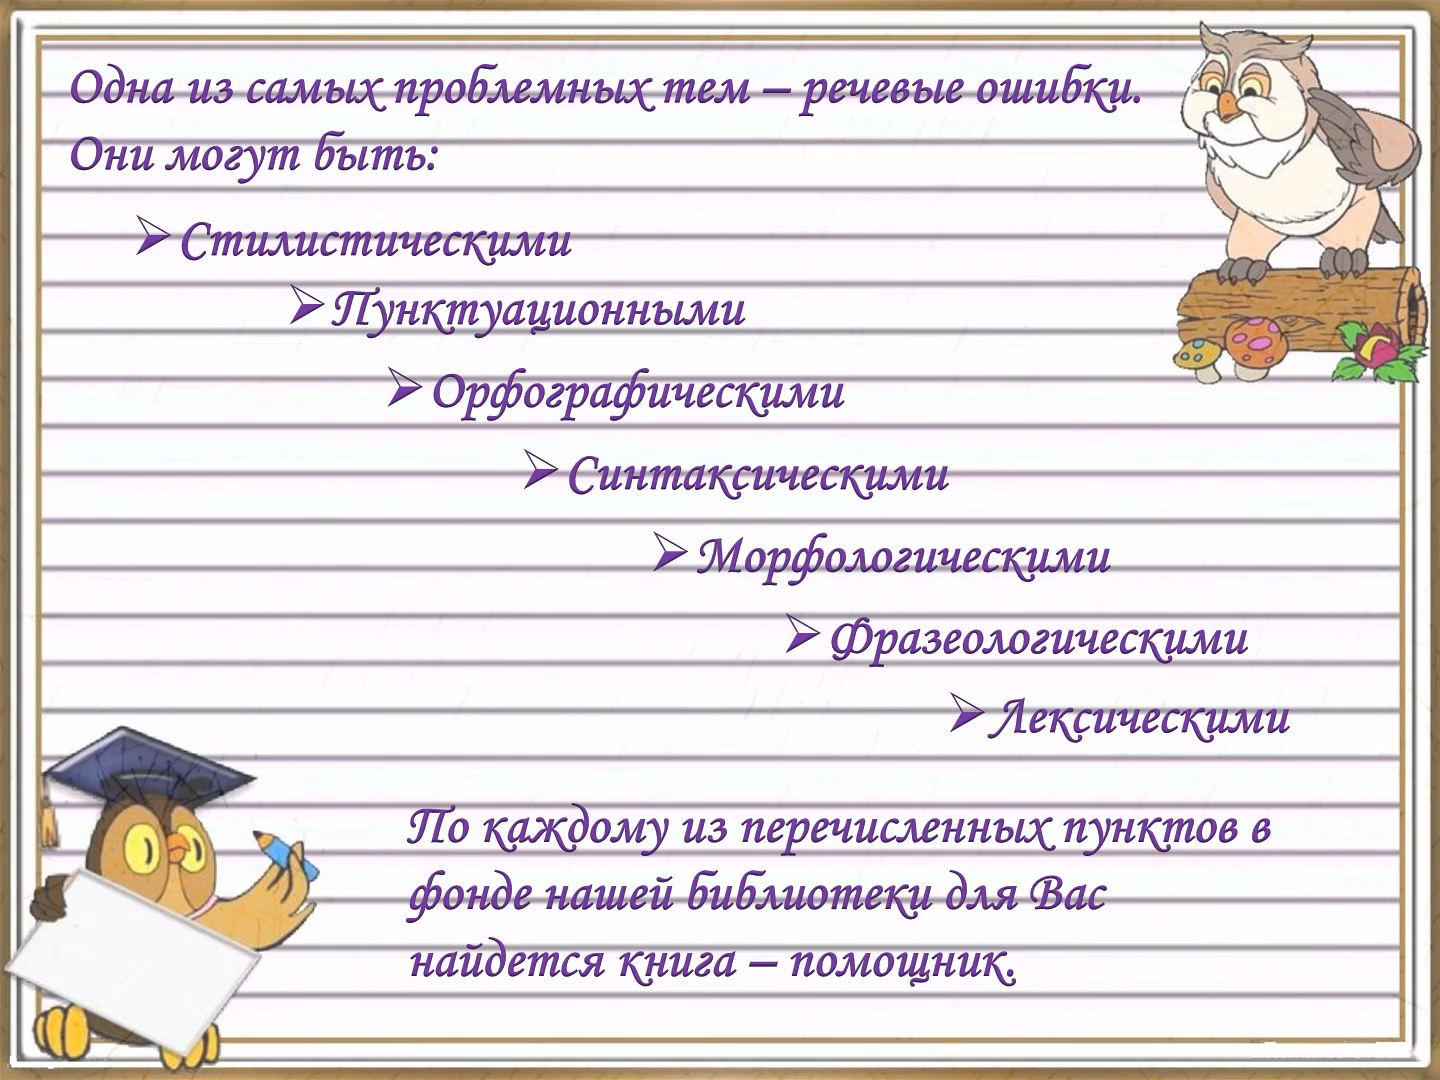 Одна из самых проблемных тем – речевые ошибки.
Они могут быть:
Стилистическими
Пунктуационными
Орфографическими
Синтаксическими
Морфологическими
Фразеологическими
Лексическими
По каждому из перечисленных пунктов в
фонде нашей библиотеки для Вас
найдется книга – помощник.